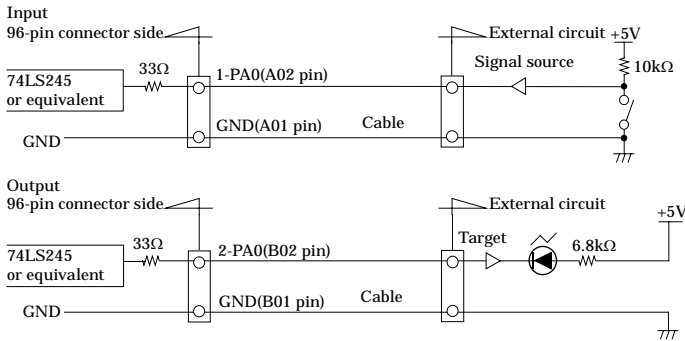 Input
96-pin connector side
External circuit
+5V
Signal source
10kΩ
33Ω
1-PA0(A02 pin)
74LS245
or equivalent
GND(A01 pin)
Cable
GND
Output
96-pin connector side
External circuit
+5V
Target
6.8kΩ
33Ω
2-PA0(B02 pin)
74LS245
or equivalent
GND(B01 pin)
Cable
GND